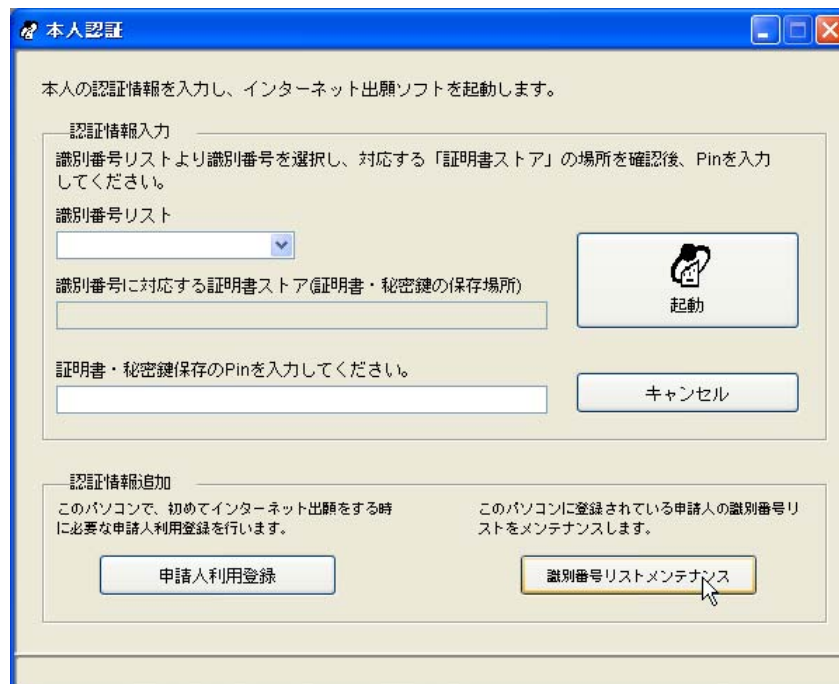 本人認証
本人の認証情報を入力し、インターネット出願ソフトを起動します。
認証情報入力
識別番号リストより識別番号を選択し、対応する「証明書ストア」の場所を確認後、Pinを入力
してください。
識別番号リスト
識別番号に対応する証明書ストア(証明書・秘密鍵の保存場所)
起動
証明書・秘密鍵保存のPinを入力してください。
キャンセル
認証情報追加
このパソコンで、初めてインターネット出願をする時
に必要な申請人利用登録を行います。
申請人利用登録
このパソコンに登録されている申請人の識別番号リ
ストをメンテナンスします。
識別番号リストメンテナンス